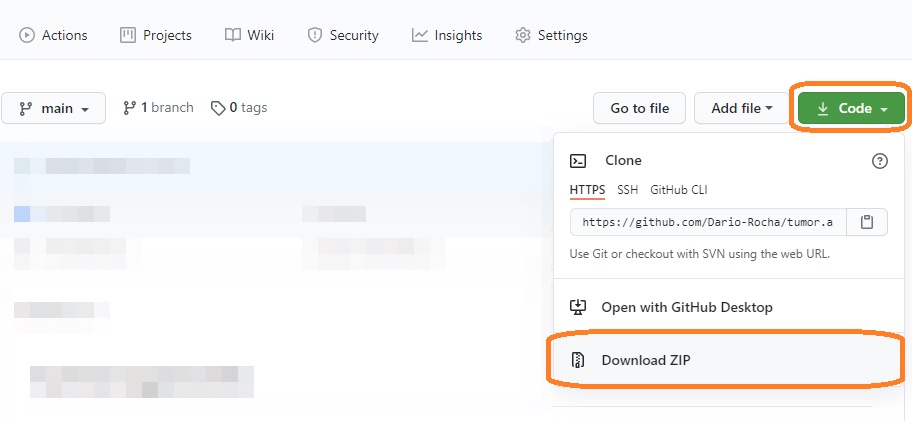 Actions Projects Wiki Security Insights Settings
main 1 branch 0 tags Go to file Add file Code
Clone
HTTPS SSH GitHub CLI
https://github.com/Dario-Rocha/tumor.a
Use Git or checkout with SVN using the web URL.
Open with GitHub Desktop
Download ZIP